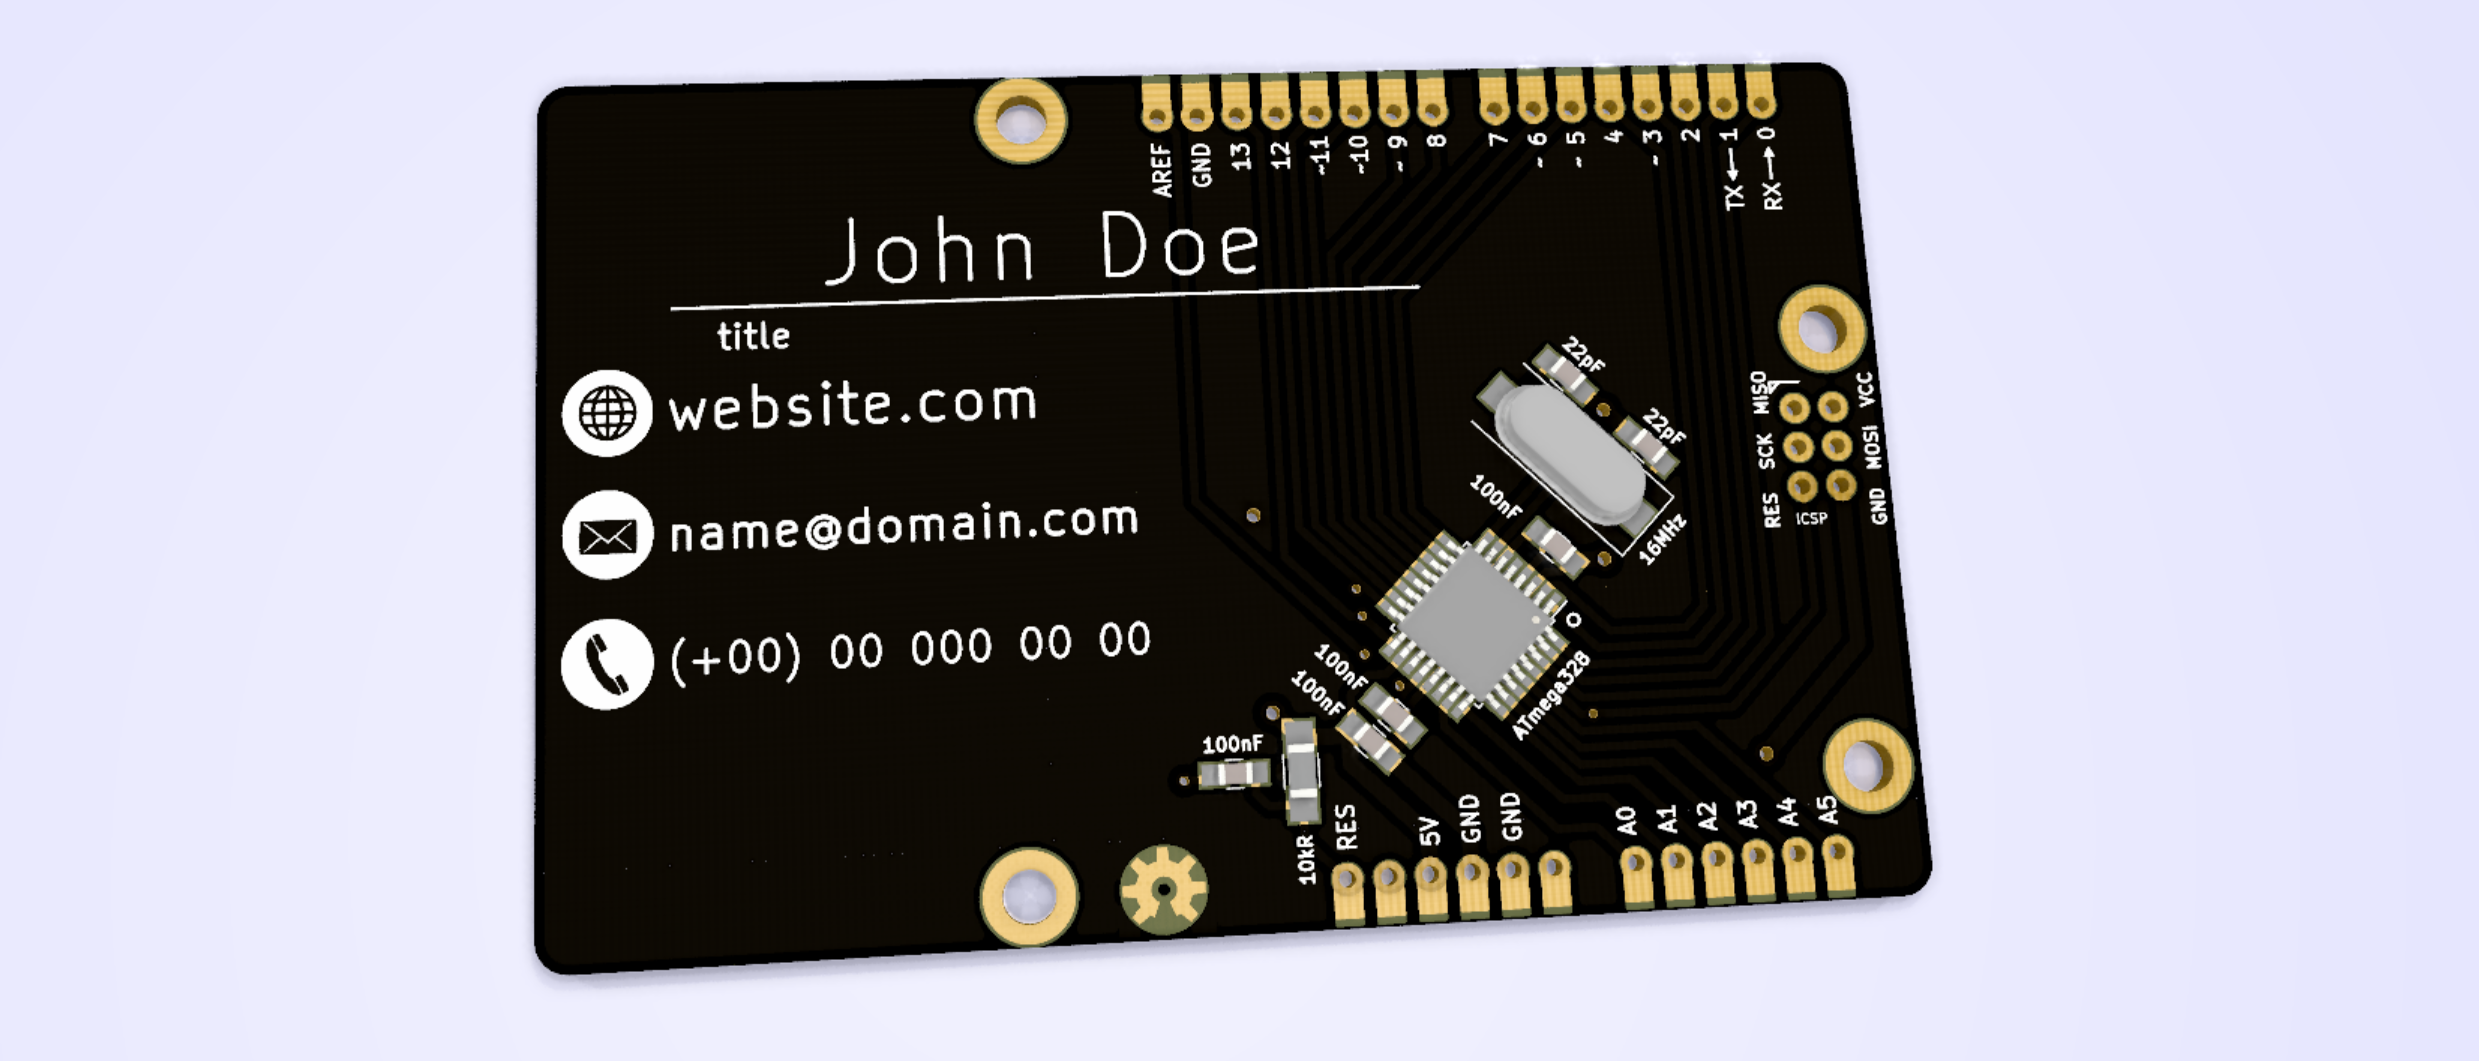 AREF
GND
13
12
~11
~10
~ 9
8
7
~ 6
~ 5
4
~ 3
2
TX←1
RX→0
John Doe
title
website.com
name@domain.com
(+00) 00 000 00 00
22pF
22pF
100nF
16MHz
MISO
VCC
SCK
MOSI
RES
GND
ICSP
ATmega328
100nF
100nF
100nF
10kR
RES
5V
GND
GND
A0
A1
A2
A3
A4
A5